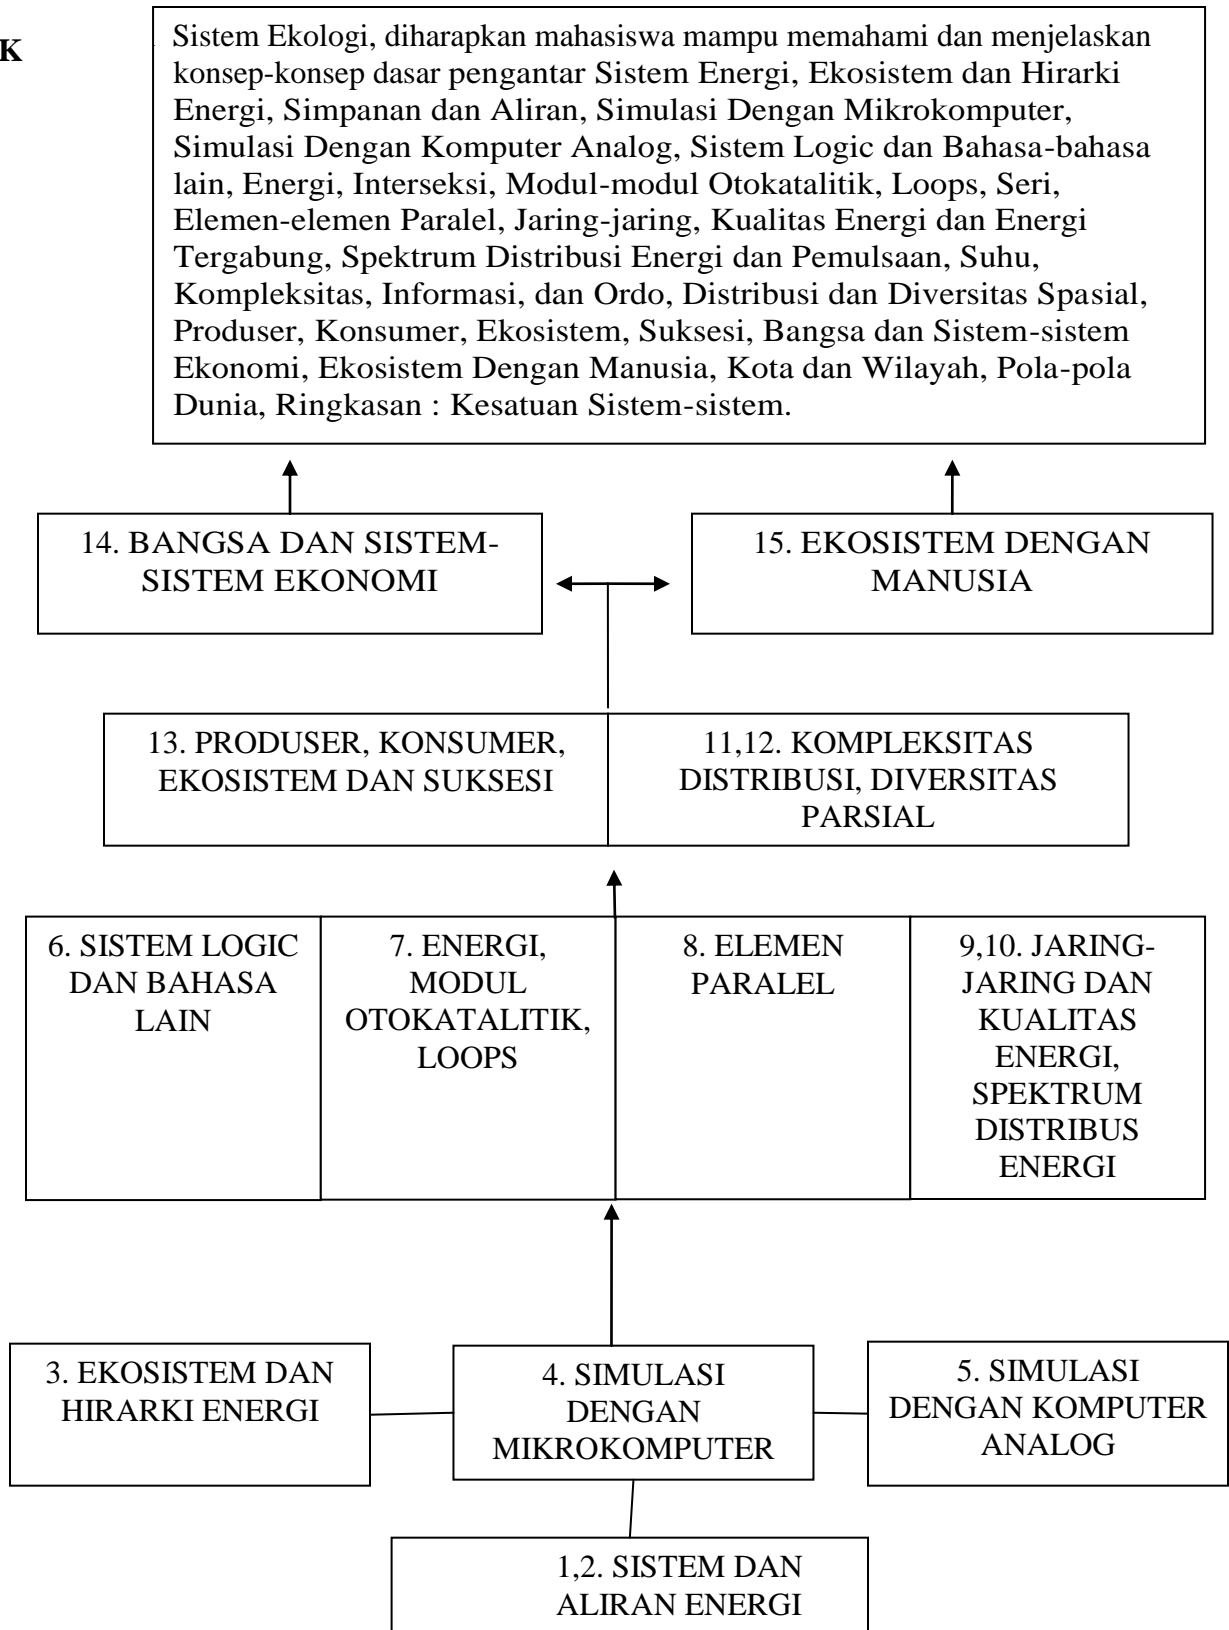 K
Sistem Ekologi, diharapkan mahasiswa mampu memahami dan menjelaskan
konsep-konsep dasar pengantar Sistem Energi, Ekosistem dan Hirarki
Energi, Simpanan dan Aliran, Simulasi Dengan Mikrokomputer,
Simulasi Dengan Komputer Analog, Sistem Logic dan Bahasa-bahasa
lain, Energi, Interseksi, Modul-modul Otokatalitik, Loops, Seri,
Elemen-elemen Paralel, Jaring-jaring, Kualitas Energi dan Energi
Tergabung, Spektrum Distribusi Energi dan Pemulsaan, Suhu,
Kompleksitas, Informasi, dan Ordo, Distribusi dan Diversitas Spasial,
Produser, Konsumer, Ekosistem, Suksesi, Bangsa dan Sistem-sistem
Ekonomi, Ekosistem Dengan Manusia, Kota dan Wilayah, Pola-pola
Dunia, Ringkasan : Kesatuan Sistem-sistem.
14. BANGSA DAN SISTEM-
SISTEM EKONOMI
15. EKOSISTEM DENGAN
MANUSIA
13. PRODUSER, KONSUMER,
EKOSISTEM DAN SUKSESI
11,12. KOMPLEKSITAS
DISTRIBUSI, DIVERSITAS
PARSIAL
6. SISTEM LOGIC
DAN BAHASA
LAIN
7. ENERGI,
MODUL
OTOKATALITIK,
LOOPS
8. ELEMEN
PARALEL
9,10. JARING-
JARING DAN
KUALITAS
ENERGI,
SPEKTRUM
DISTRIBUS
ENERGI
3. EKOSISTEM DAN
HIRARKI ENERGI
4. SIMULASI
DENGAN
MIKROKOMPUTER
5. SIMULASI
DENGAN KOMPUTER
ANALOG
1,2. SISTEM DAN
ALIRAN ENERGI